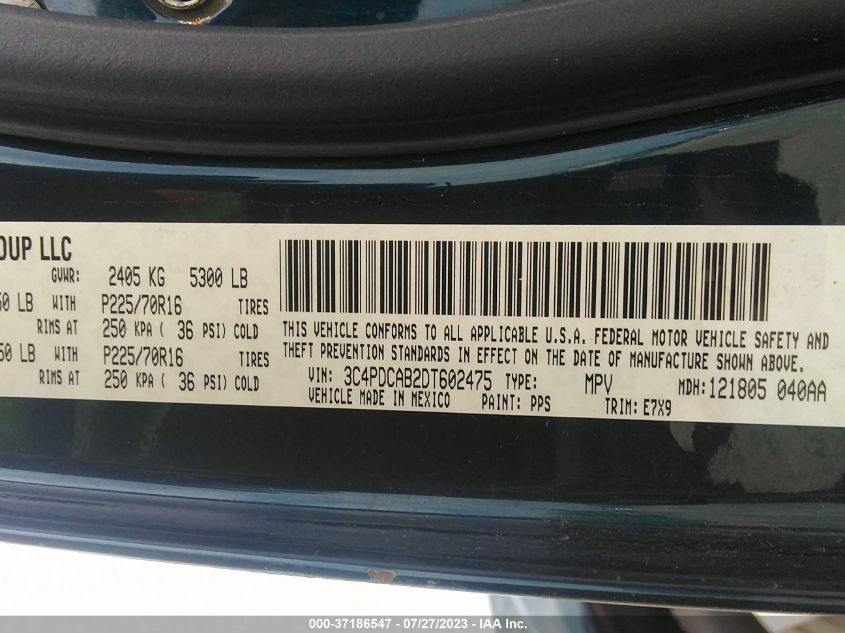 OUP LLC
GVWR: 2405 KG 5300 LB
50 LB WITH P225/70R16 TIRES
RIMS AT 250 KPA ( 36 PSI) COLD
50 LB WITH P225/70R16 TIRES
RIMS AT 250 KPA ( 36 PSI) COLD
THIS VEHICLE CONFORMS TO ALL APPLICABLE U.S.A. FEDERAL MOTOR VEHICLE SAFETY AND
THEFT PREVENTION STANDARDS IN EFFECT ON THE DATE OF MANUFACTURE SHOWN ABOVE.
VIN: 3C4PDCAB2DT602475 TYPE: MPV MDH:121805 040AA
VEHICLE MADE IN MEXICO PAINT: PPS TRIM: E7X9
000-37186547 / 07/27/2023 - IAA Inc.